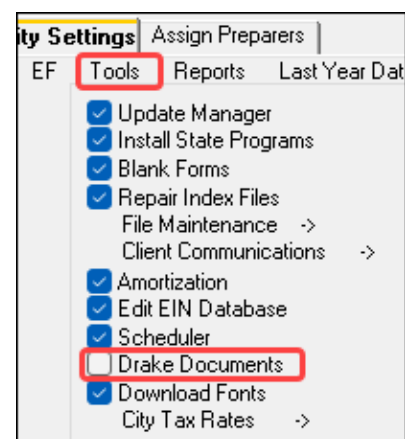 ity Settings Assign Preparers
EF Tools Reports Last Year Dat
Update Manager
Install State Programs
Blank Forms
Repair Index Files
File Maintenance ->
Client Communications ->
Amortization
Edit EIN Database
Scheduler
Drake Documents
Download Fonts
City Tax Rates ->